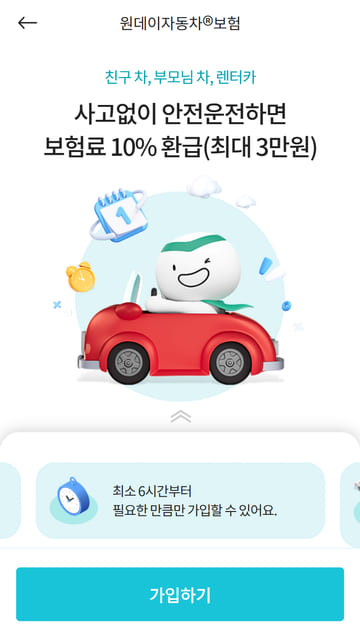 원데이자동차®보험
친구 차, 부모님 차, 렌터카
사고없이 안전운전하면
보험료 10% 환급(최대 3만원)
1
최소 6시간부터
필요한 만큼만 가입할 수 있어요.
가입하기